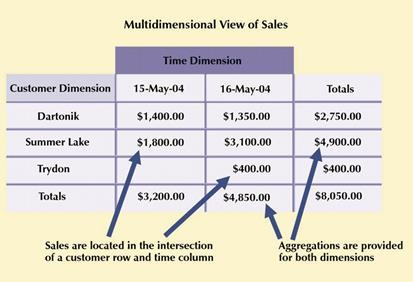 Multidimensional View of Sales
Time Dimension
Customer Dimension 15-May-04 16-May-04 Totals
Dartonik $1,400.00 $1,350.00 $2,750.00
Summer Lake $1,800.00 $3,100.00 $4,900.00
Trydon $400.00 $400.00
Totals $3,200.00 $4,850.00 $8,050.00
Sales are located in the intersection
of a customer row and time column
Aggregations are provided
for both dimensions